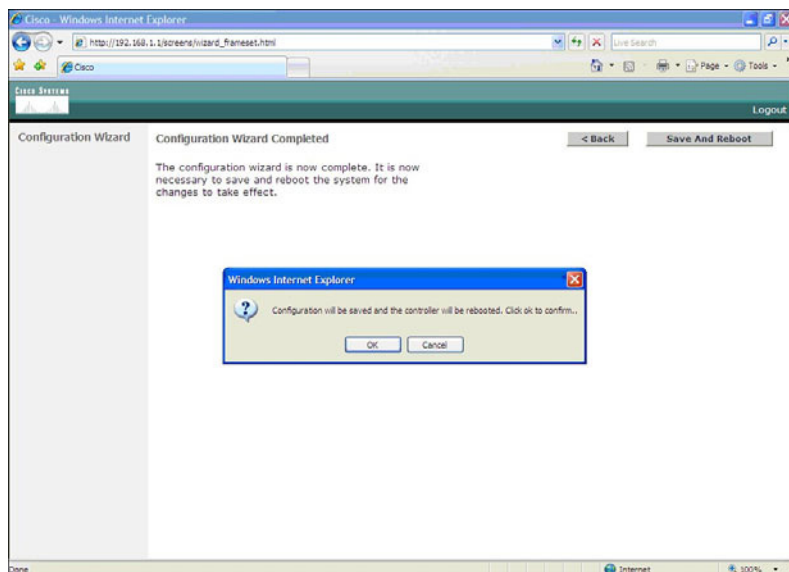 Cisco - Windows Internet Explorer
http://192.168.1.1/screens/wizard_frameset.html
Live Search
Cisco
Page
Tools
CISCO SYSTEMS
Logout
Configuration Wizard
Configuration Wizard Completed
< Back
Save And Reboot
The configuration wizard is now complete. It is now
necessary to save and reboot the system for the
changes to take effect.
Windows Internet Explorer
Configuration will be saved and the controller will be rebooted. Click ok to confirm..
OK
Cancel
Done
Internet
100%